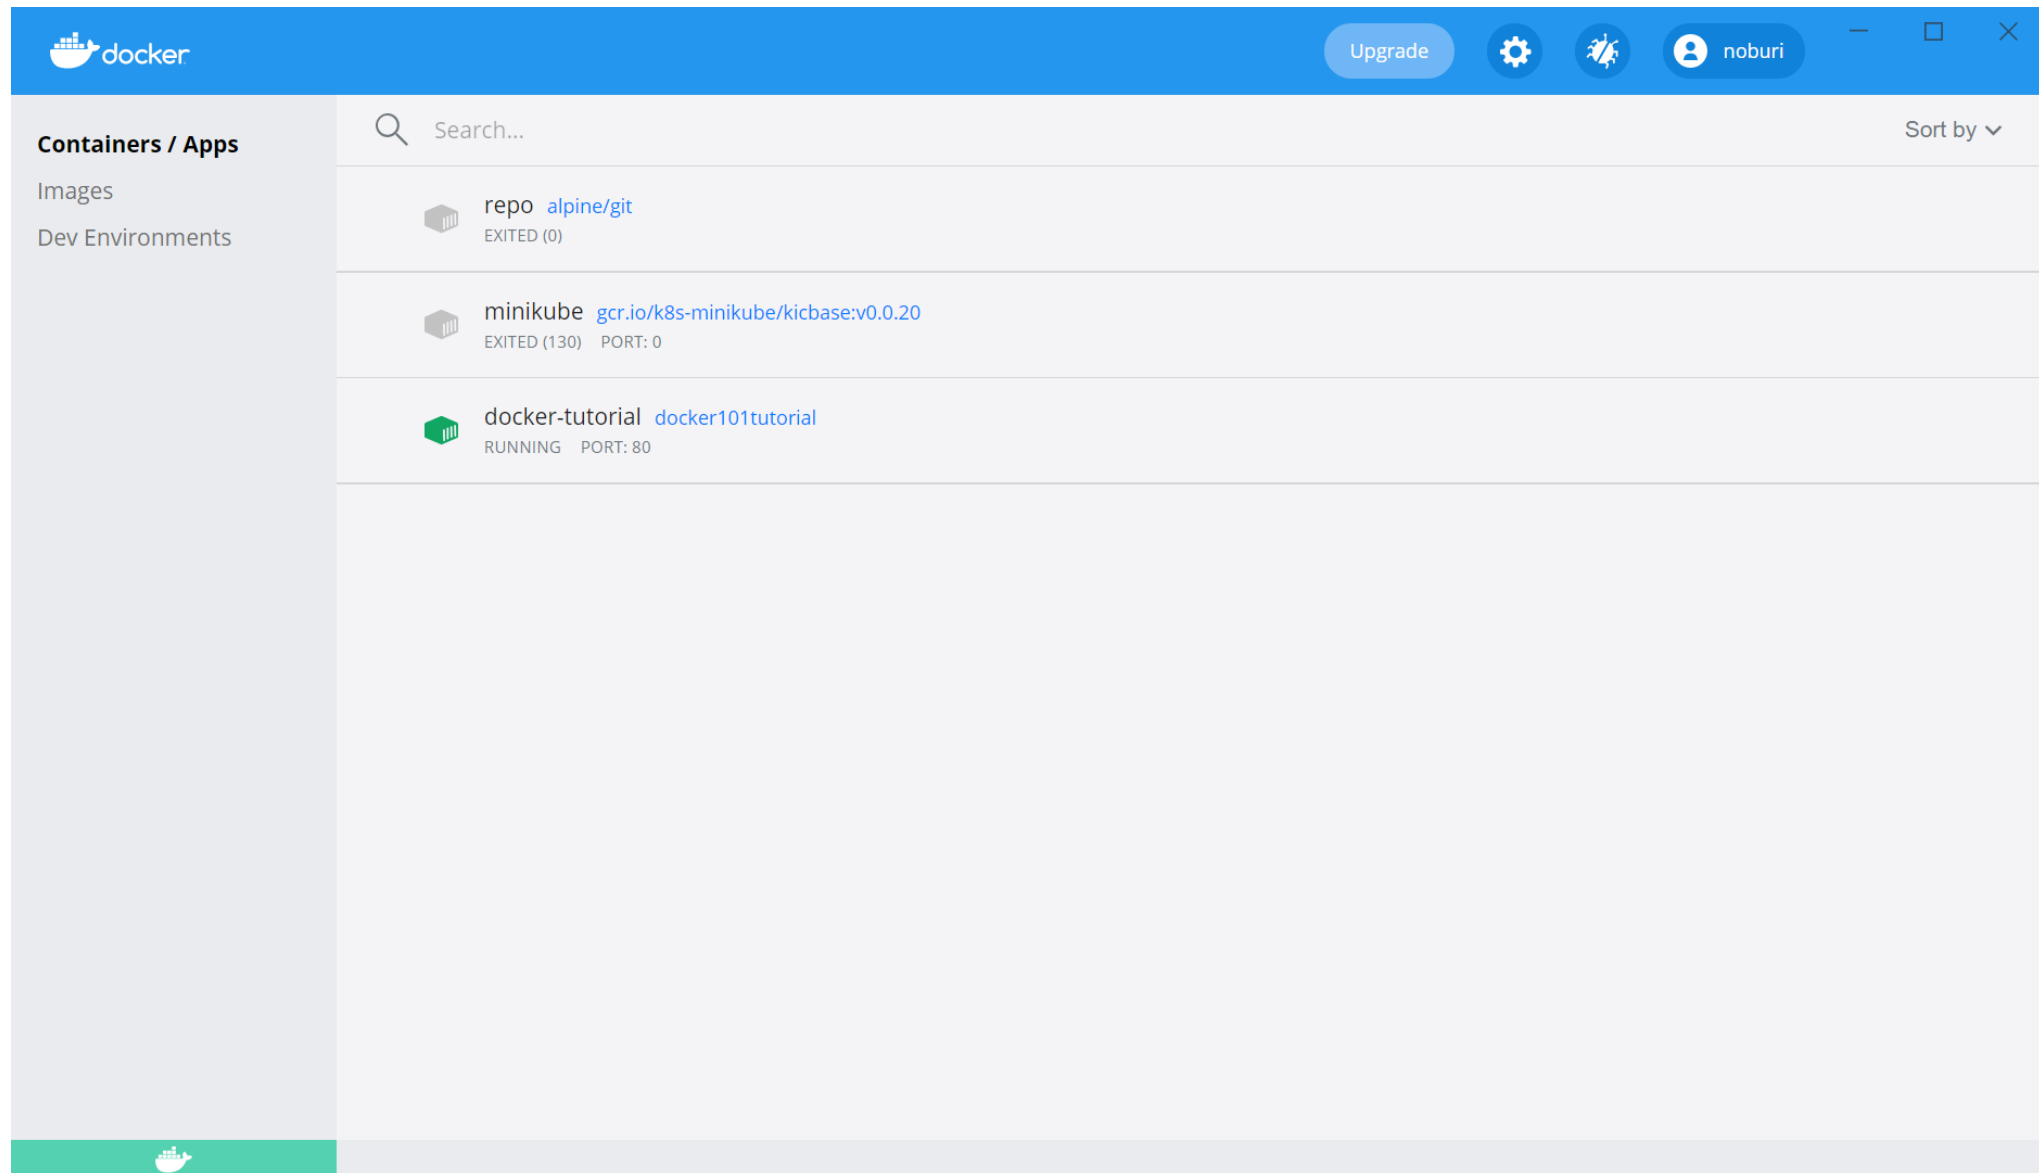 docker
Upgrade
noburi
Containers / Apps
Images
Dev Environments
Search...
Sort by
repo alpine/git
EXITED (0)
minikube gcr.io/k8s-minikube/kicbase:v0.0.20
EXITED (130) PORT: 0
docker-tutorial docker101tutorial
RUNNING PORT: 80